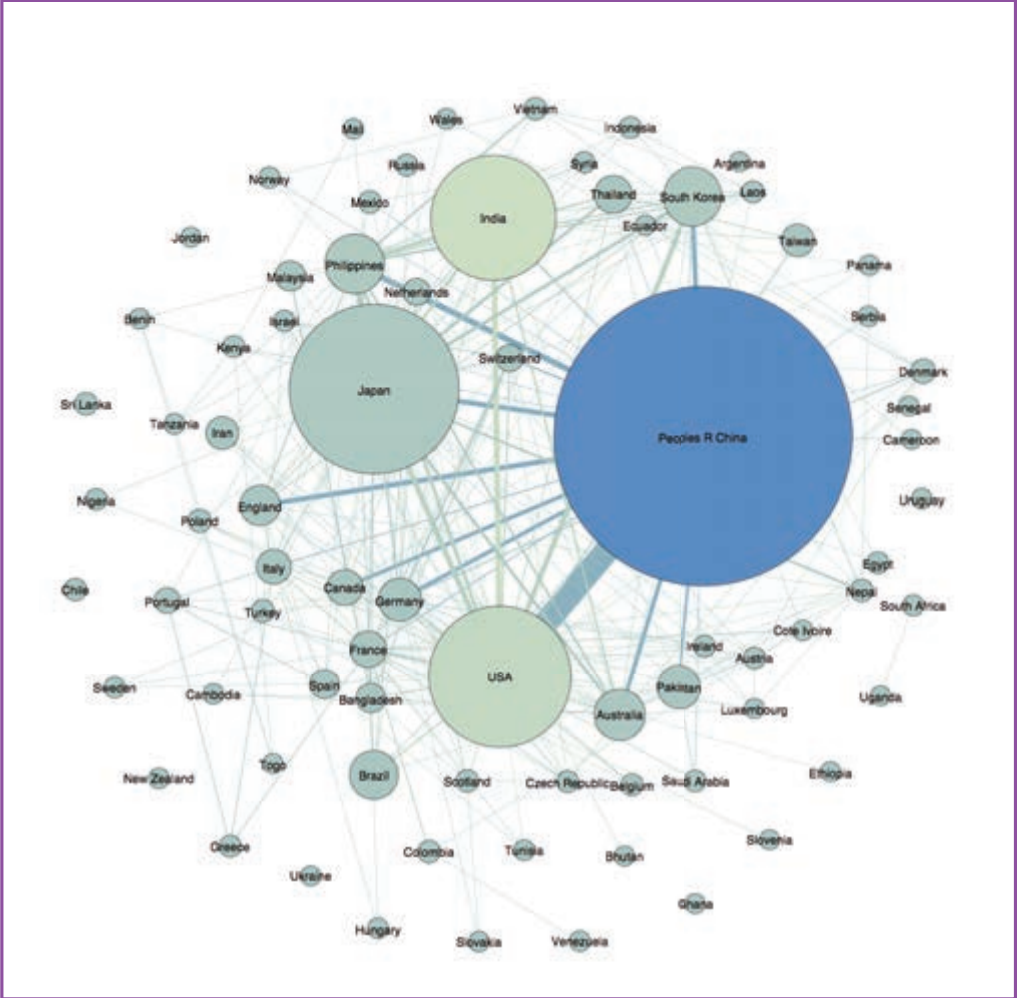 Vietnam
Wales
Mali
Indonesia
Russia
Syria
Argentina
Norway
Thailand
South Korea
Laos
Mexico
India
Ecuador
Jordan
Taiwan
Philippines
Panama
Malaysia
Netherlands
Benin
Israel
Serbia
Kenya
Switzerland
Denmark
Japan
Sri Lanka
Senegal
Tanzania
Iran
Peoples R China
Cameroon
Nigeria
England
Uruguay
Poland
Italy
Egypt
Chile
Canada
Nepal
Portugal
Germany
South Africa
Turkey
Cote Ivoire
France
Ireland
Austria
USA
Sweden
Cambodia
Spain
Pakistan
Bangladesh
Uganda
Australia
Luxembourg
Togo
New Zealand
Brazil
Scotland
Czech Republic
Belgium
Saudi Arabia
Ethiopia
Slovenia
Greece
Colombia
Tunisia
Bhutan
Ukraine
Ghana
Hungary
Slovakia
Venezuela